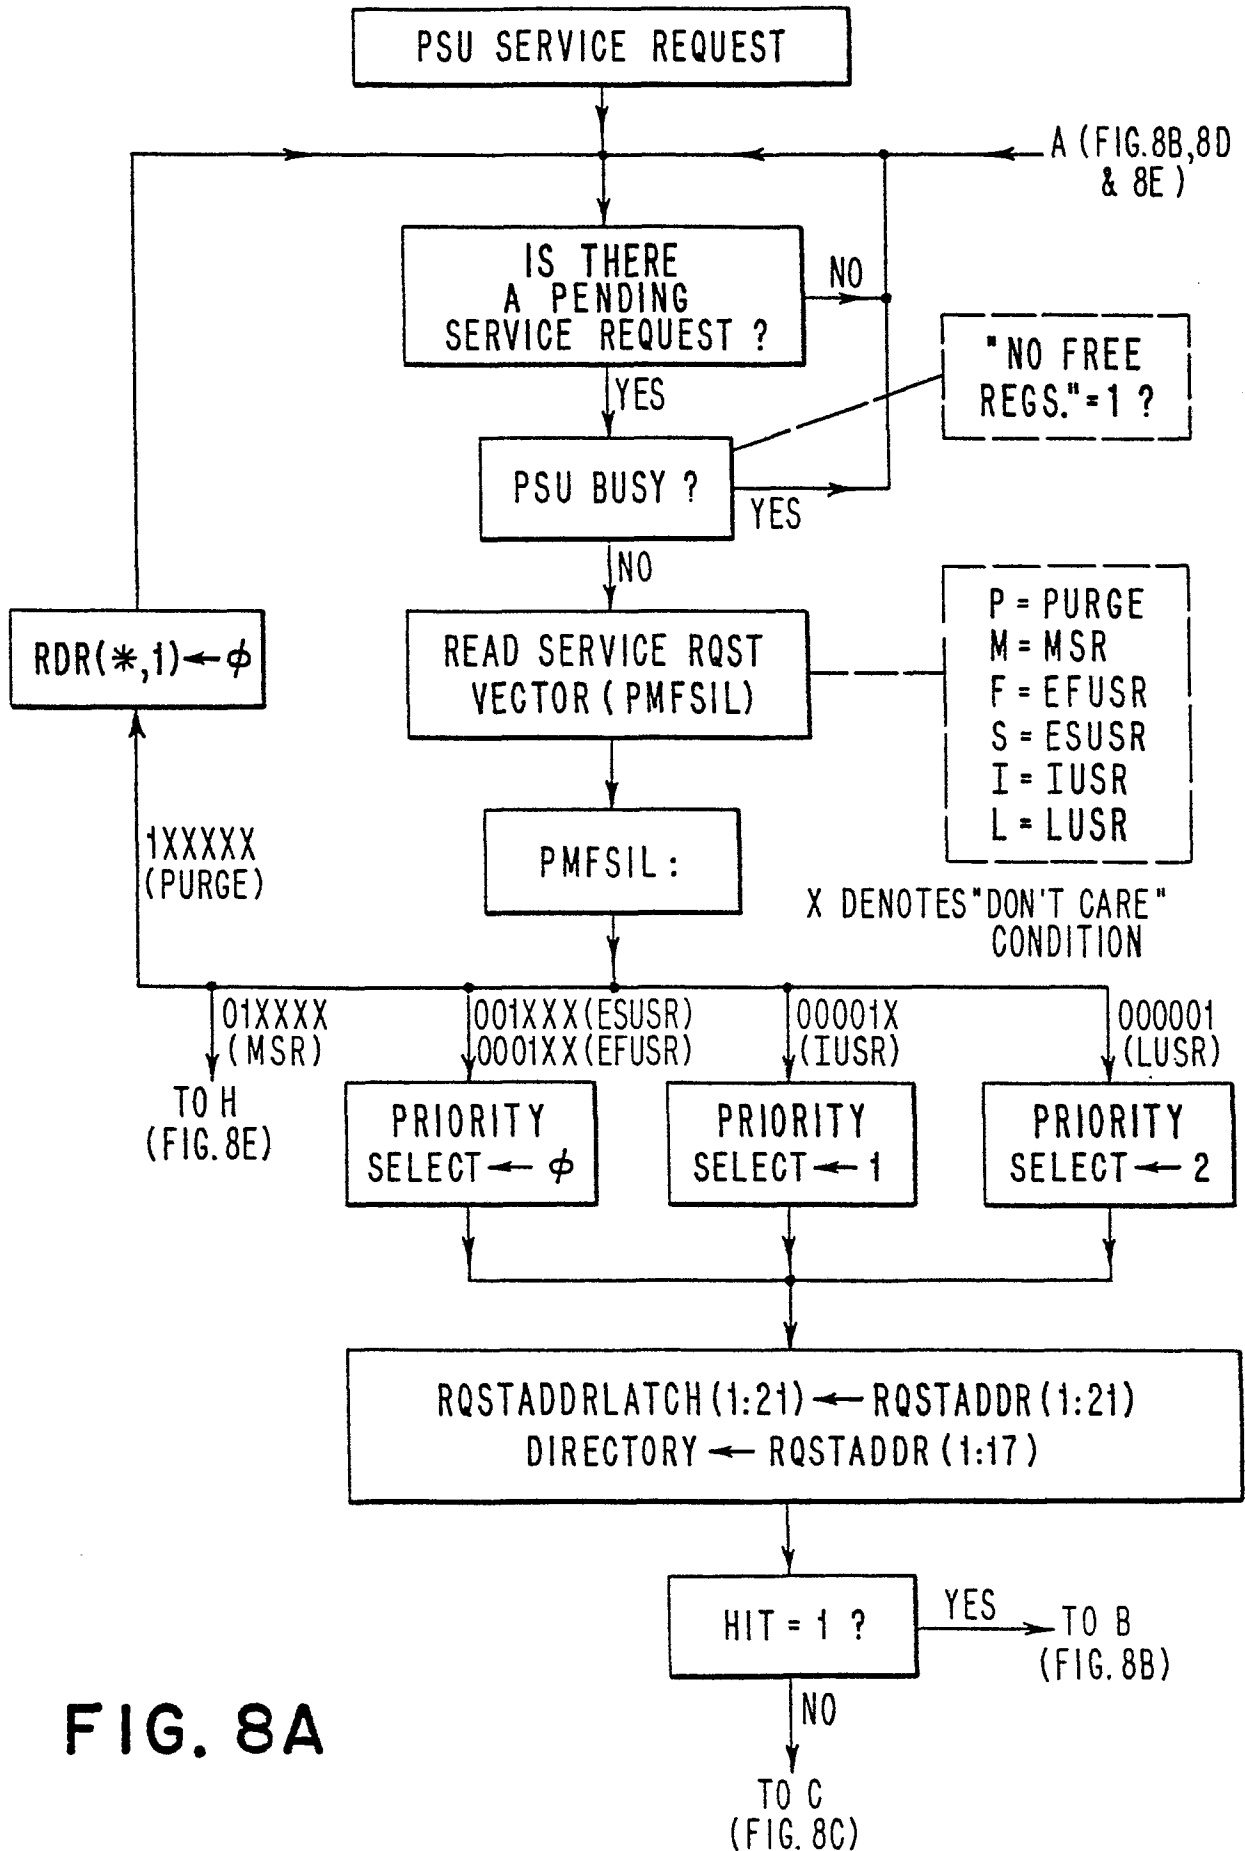 PSU SERVICE REQUEST
A (FIG. 8B, 8D
& 8E)
IS THERE
A PENDING
SERVICE REQUEST ?
NO
YES
"NO FREE
REGS."=1 ?
PSU BUSY ?
YES
NO
RDR(*,1)←ϕ
READ SERVICE RQST
VECTOR (PMFSIL)
P = PURGE
M = MSR
F = EFUSR
S = ESUSR
I = IUSR
L = LUSR
1XXXXX
(PURGE)
PMFSIL :
X DENOTES "DON'T CARE"
CONDITION
01XXXX
(MSR)
001XXX (ESUSR)
0001XX (EFUSR)
00001X
(IUSR)
000001
(LUSR)
TO H
(FIG. 8E)
PRIORITY
SELECT ← ϕ
PRIORITY
SELECT ← 1
PRIORITY
SELECT ← 2
RQSTADDRLATCH (1:21) ← RQSTADDR (1:21)
DIRECTORY ← RQSTADDR (1:17)
HIT = 1 ?
YES
TO B
(FIG. 8B)
NO
TO C
(FIG. 8C)
FIG. 8A